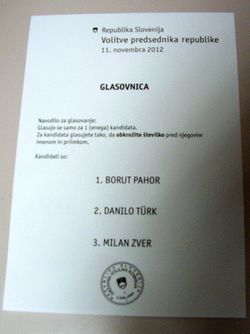 Republika Slovenija
Volitve predsednika republike
11. novembra 2012
GLASOVNICA
Navodilo za glasovanje:
Glasuje se samo za 1 (enega) kandidata.
Za kandidata glasujete tako, da obkrožite številko pred njegovim
imenom in priimkom.
Kandidati so:
1. BORUT PAHOR
2. DANILO TÜRK
3. MILAN ZVER